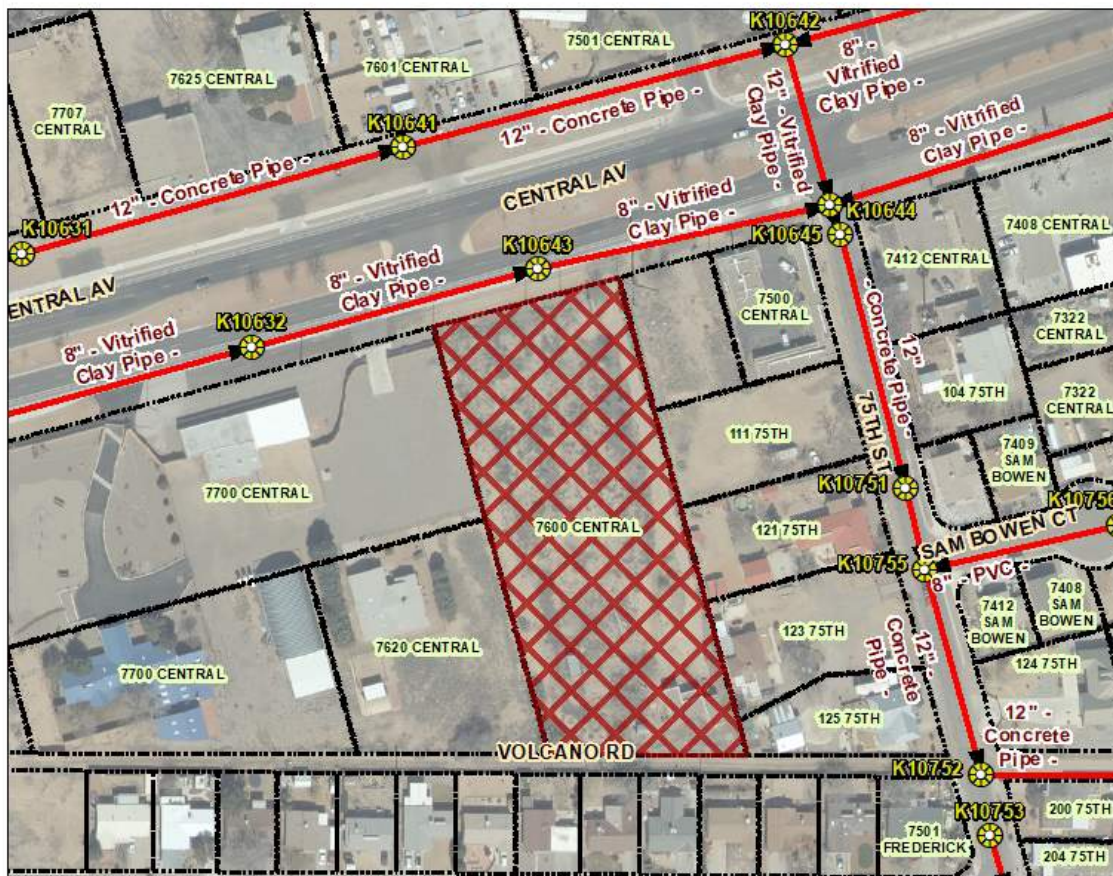 K10642
7501 CENTRAL
7625 CENTRAL
7601 CENTRAL
8" -
Vitrified
Clay Pipe -
7707
CENTRAL
K10641
12" - Concrete Pipe -
12" - Vitrified
Clay Pipe -
8" - Vitrified
Clay Pipe -
12" - Concrete Pipe -
CENTRAL AV
8" - Vitrified
Clay Pipe -
K10644
K10645
7408 CENTRAL
K10631
K10643
7412 CENTRAL
ENTRAL AV
8" - Vitrified
Clay Pipe -
7500
CENTRAL
K10632
8" - Vitrified
Clay Pipe -
12"
- Concrete Pipe -
7322
CENTRAL
104 75TH
7322
CENTRAL
75TH ST
111 75TH
7409
SAM
BOWEN
7700 CENTRAL
K10751
K10756
7600 CENTRAL
121 75TH
SAM BOWEN CT
K10755
8" - PVC -
7408
SAM
BOWEN
7412
SAM
BOWEN
7620 CENTRAL
123 75TH
12" -
Concrete
Pipe -
124 75TH
7700 CENTRAL
125 75TH
12" -
Concrete
Pipe -
VOLCANO RD
K10752
K10753
200 75TH
7501
FREDERICK
204 75TH